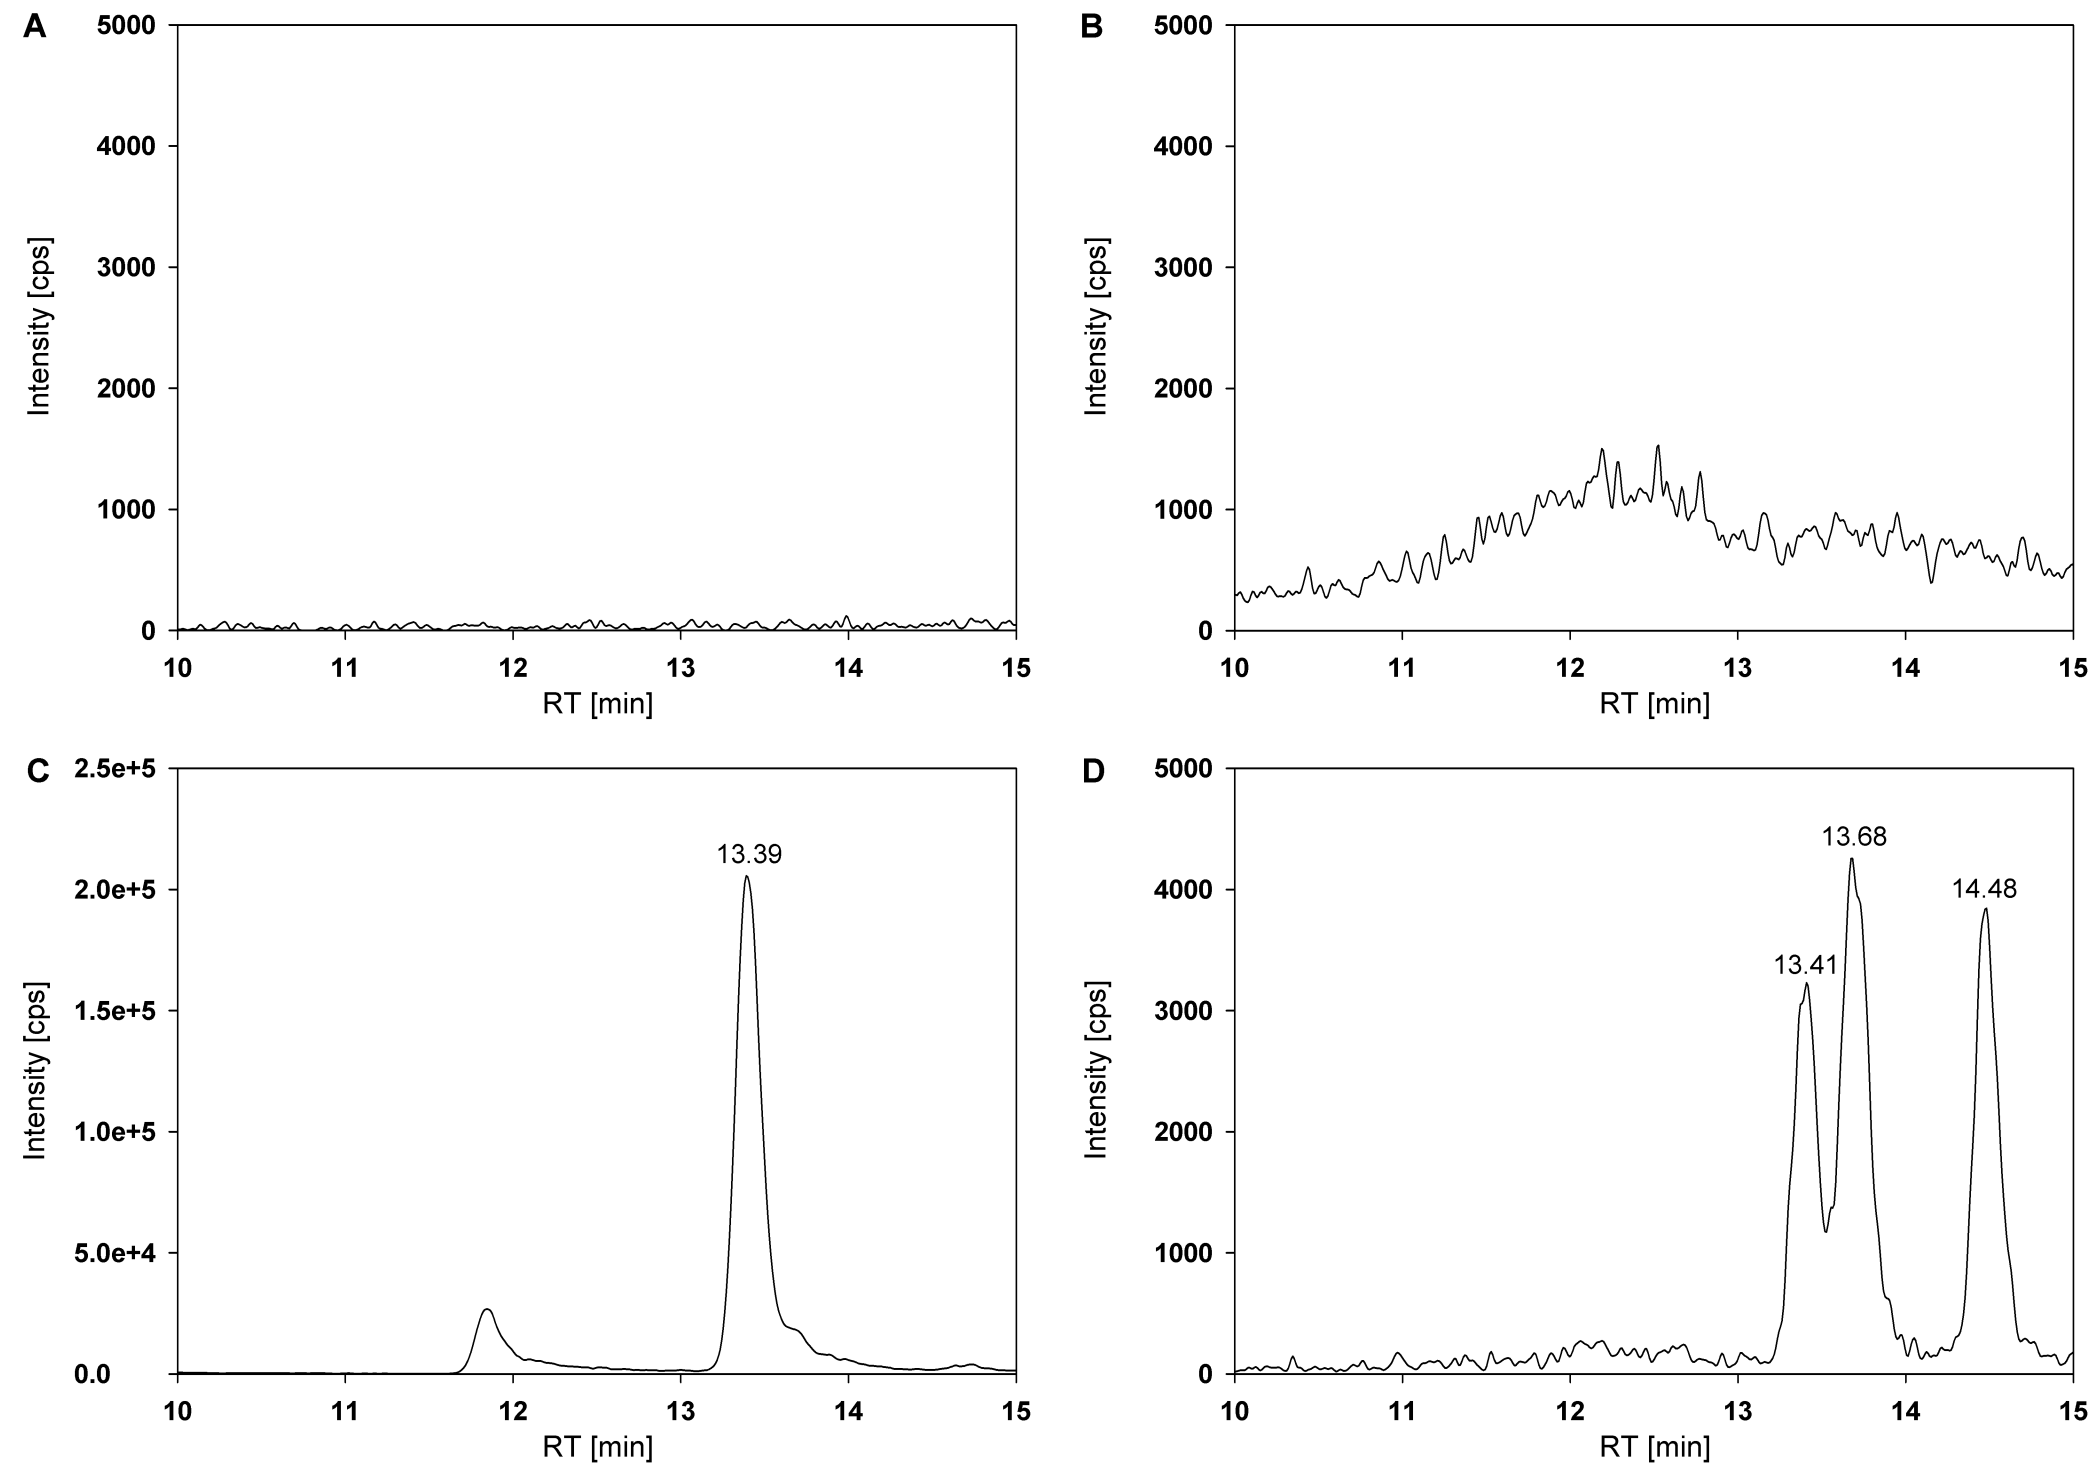 A
5000
4000
3000
2000
1000
0
Intensity [cps]
10 11 12 13 14 15
RT [min]
B
5000
4000
3000
2000
1000
0
Intensity [cps]
10 11 12 13 14 15
RT [min]
C
2.5e+5
2.0e+5
1.5e+5
1.0e+5
5.0e+4
0.0
Intensity [cps]
13.39
10 11 12 13 14 15
RT [min]
D
5000
4000
3000
2000
1000
0
Intensity [cps]
13.68
14.48
13.41
10 11 12 13 14 15
RT [min]